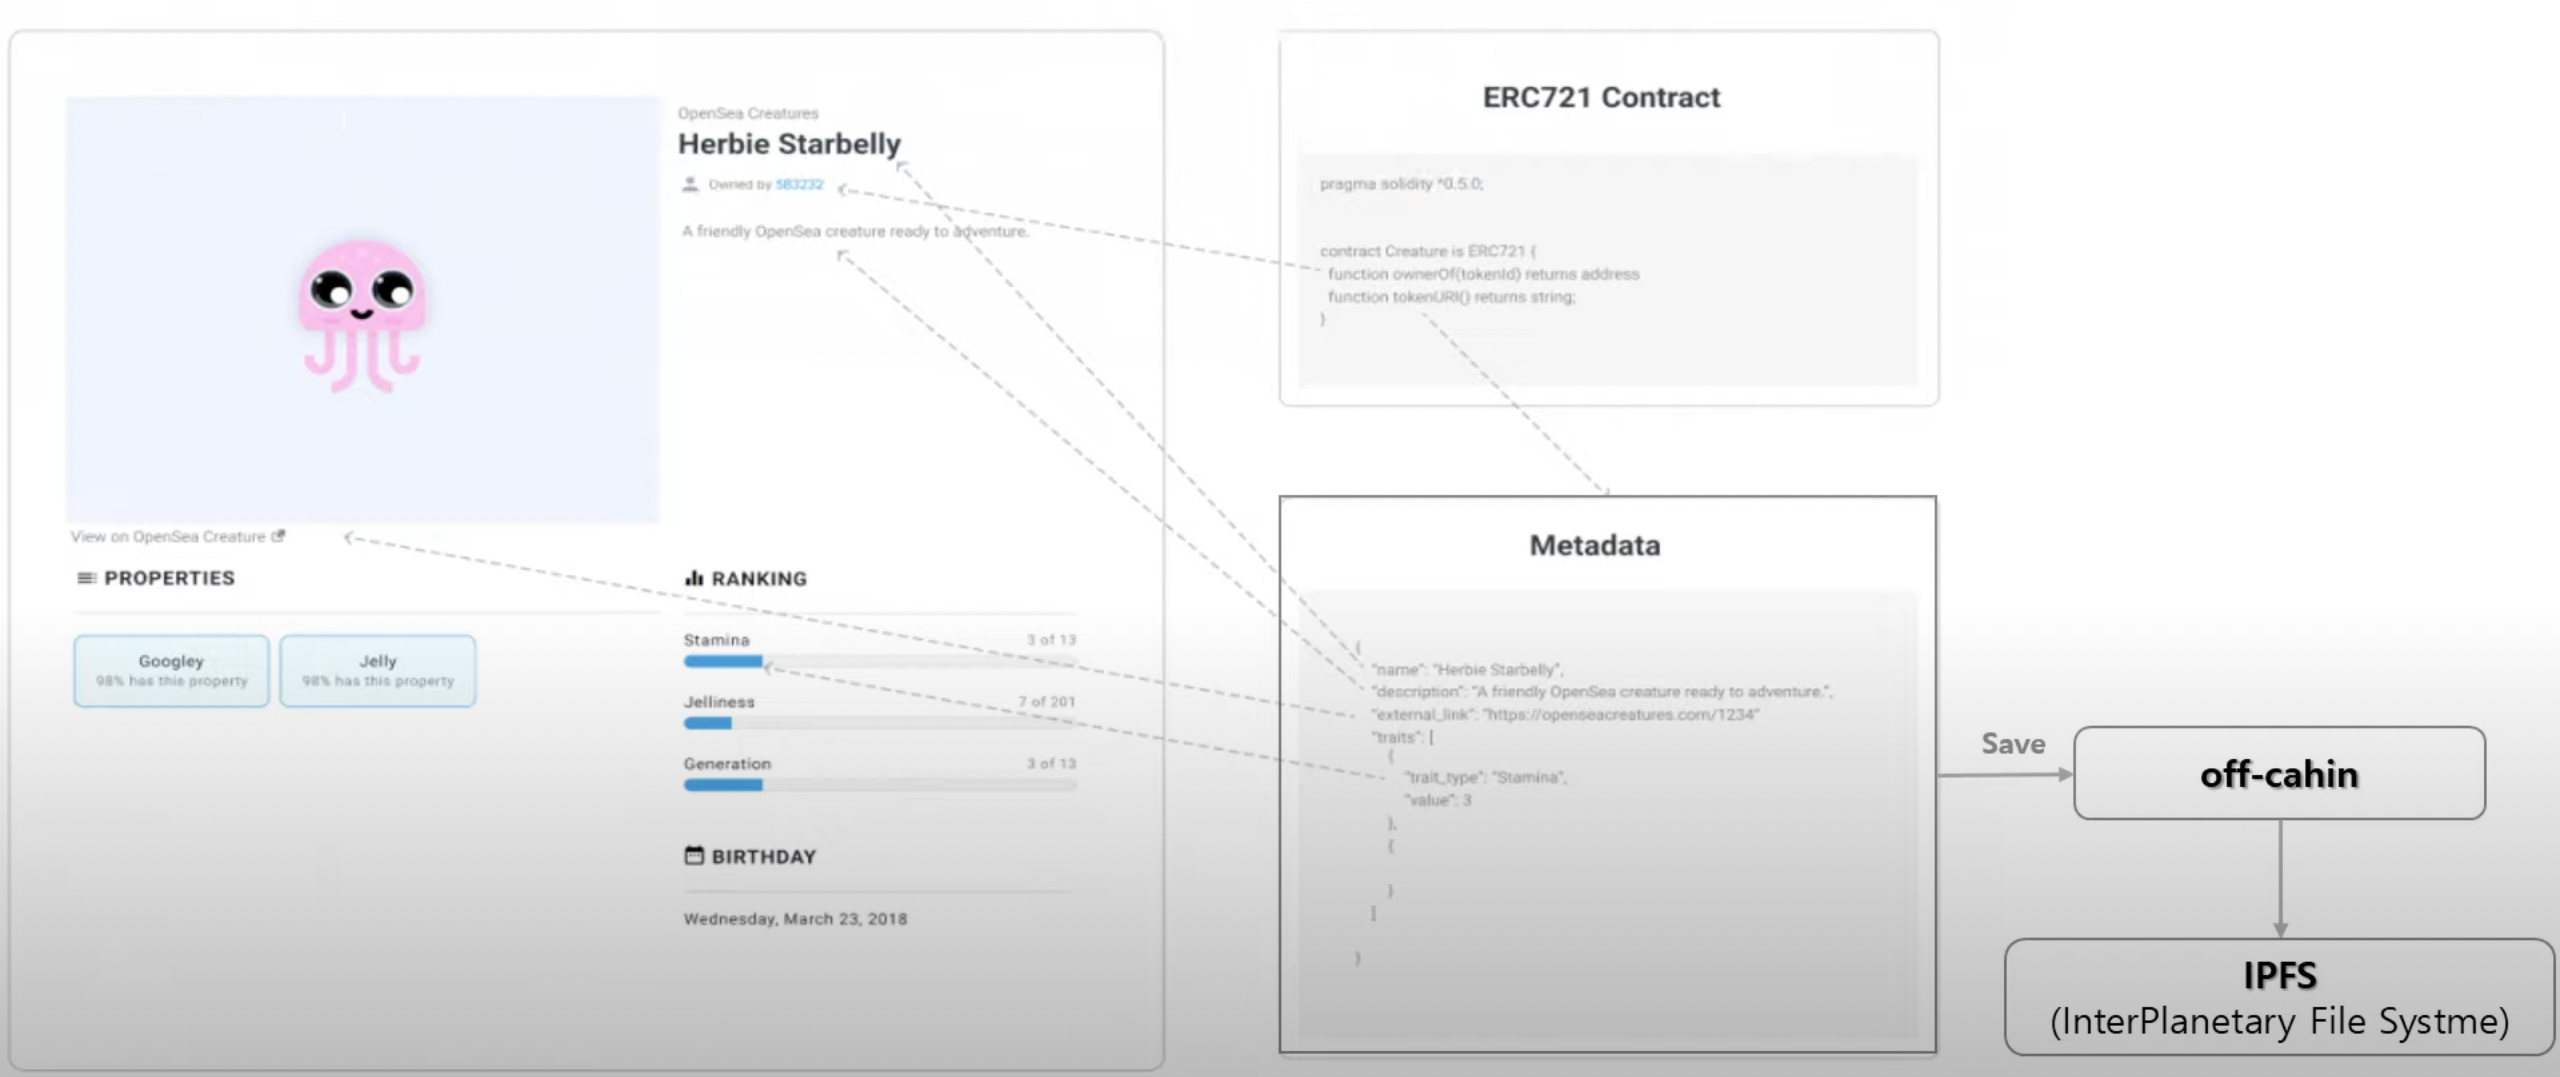 OpenSea Creatures
Herbie Starbelly
Owned by 583232
A friendly OpenSea creature ready to adventure.
View on OpenSea Creature
PROPERTIES
Googley
98% has this property
Jelly
98% has this property
RANKING
Stamina 3 of 13
Jelliness 7 of 201
Generation 3 of 13
BIRTHDAY
Wednesday, March 23, 2018
ERC721 Contract
pragma solidity ^0.5.0;
contract Creature is ERC721 {
function ownerOf(tokenId) returns address
function tokenURI() returns string;
}
Metadata
{
"name": "Herbie Starbelly",
"description": "A friendly OpenSea creature ready to adventure.",
"external_link": "https://openseacreatures.com/1234"
"traits": [
{
"trait_type": "Stamina",
"value": 3
},
{
}
]
}
Save
off-cahin
IPFS
(InterPlanetary File Systme)